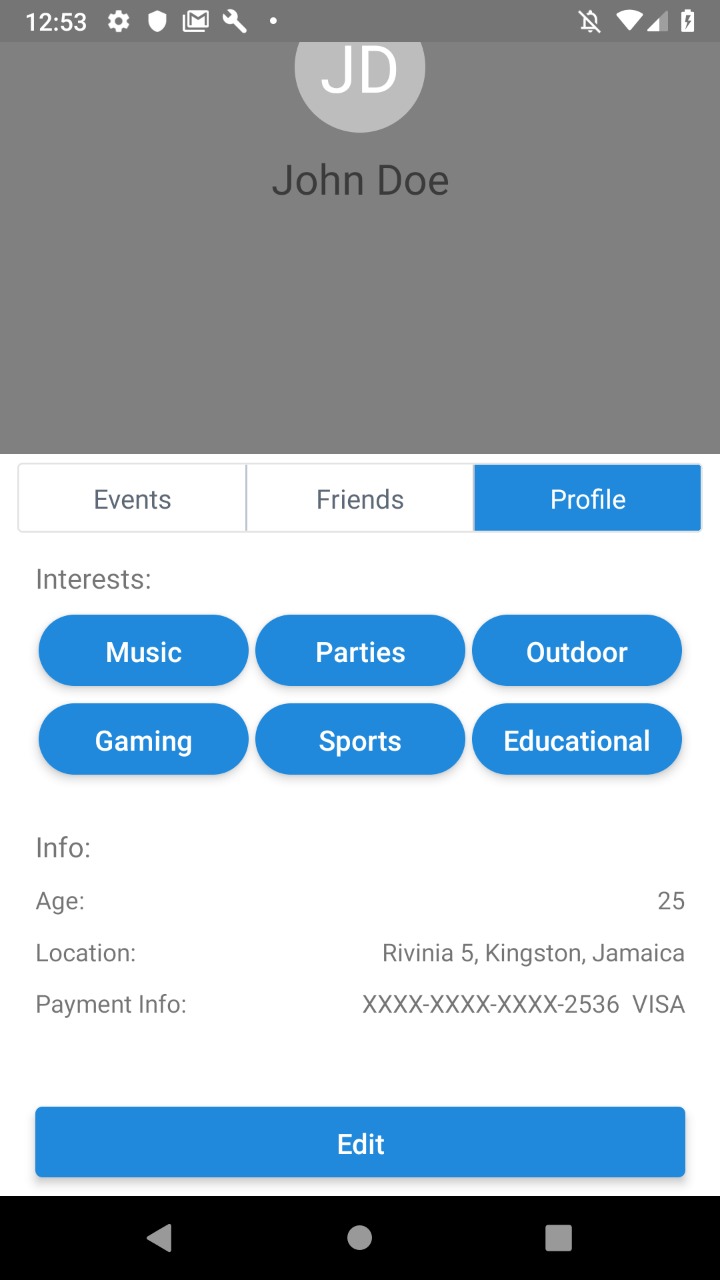 12:53
JD
John Doe
Events Friends Profile
Interests:
Music Parties Outdoor
Gaming Sports Educational
Info:
Age: 25
Location: Rivinia 5, Kingston, Jamaica
Payment Info: XXXX-XXXX-XXXX-2536 VISA
Edit